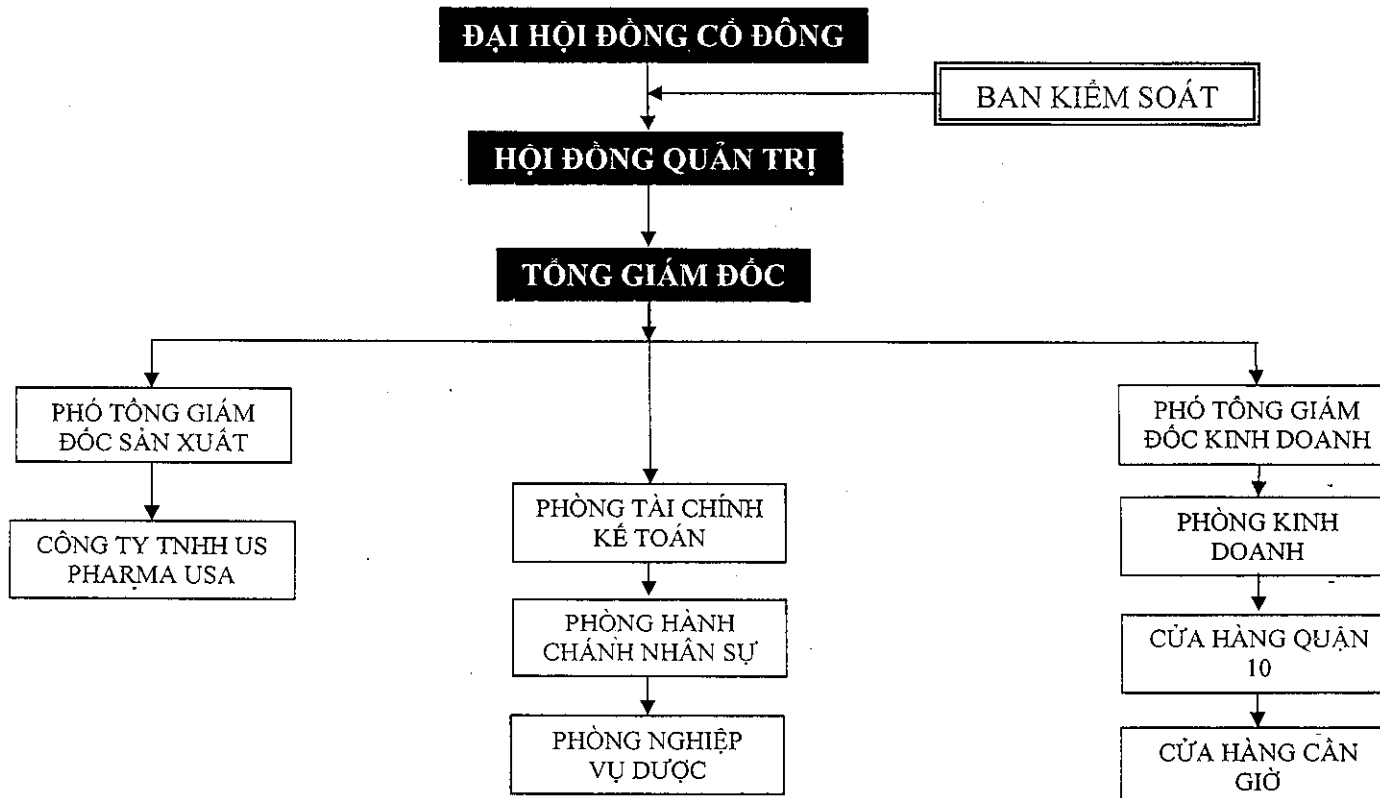 ĐẠI HỘI ĐỒNG CỔ ĐÔNG
BAN KIỂM SOÁT
HỘI ĐỒNG QUẢN TRỊ
TỔNG GIÁM ĐỐC
PHÓ TỔNG GIÁM
ĐỐC SẢN XUẤT
CÔNG TY TNHH US
PHARMA USA
PHÒNG TÀI CHÍNH
KẾ TOÁN
PHÒNG HÀNH
CHÁNH NHÂN SỰ
PHÒNG NGHIỆP
VỤ DƯỢC
PHÓ TỔNG GIÁM
ĐỐC KINH DOANH
PHÒNG KINH
DOANH
CỬA HÀNG QUẬN
10
CỬA HÀNG CẦN
GIỜ